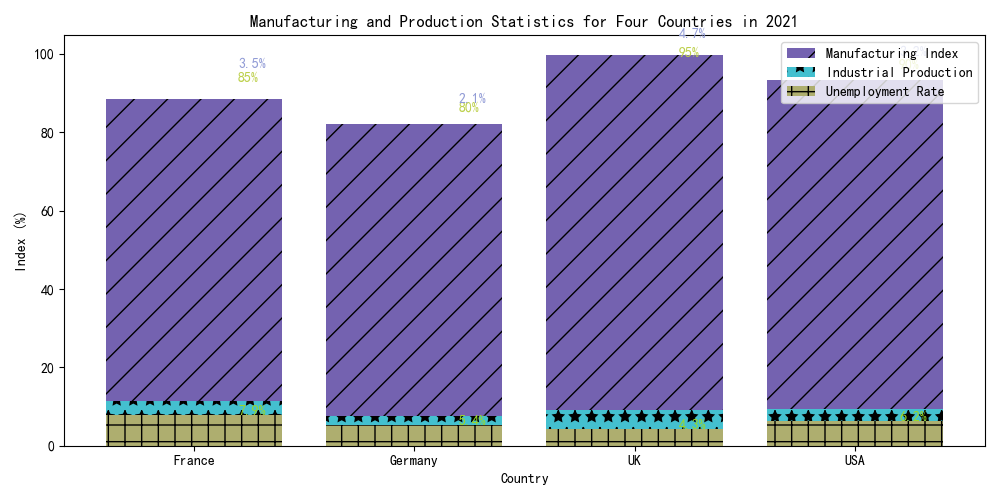 Manufacturing and Production Statistics for Four Countries in 2021
4.7%
3.5%
95%
85%
2.1%
80%
Manufacturing Index
Industrial Production
Unemployment Rate
100
80
60
40
20
0
Index (%)
France
Germany
UK
USA
Country